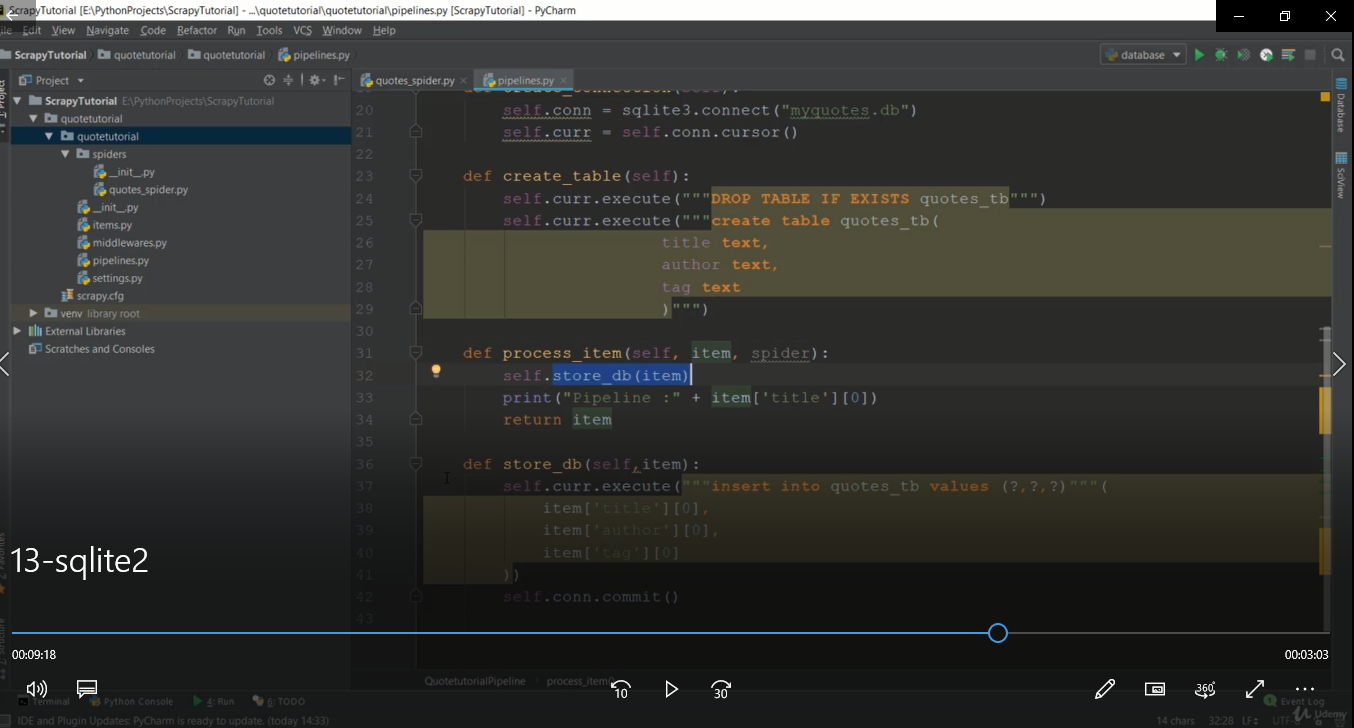 ScrapyTutorial [E:\PythonProjects\ScrapyTutorial] - ...\quotetutorial\quotetutorial\pipelines.py [ScrapyTutorial] - PyCharm
Edit View Navigate Code Refactor Run Tools VCS Window Help
ScrapyTutorial quotetutorial quotetutorial pipelines.py database
Project quotes_spider.py pipelines.py
ScrapyTutorial E:\PythonProjects\ScrapyTutorial
quotetutorial
quotetutorial
spiders
__init__.py
quotes_spider.py
__init__.py
items.py
middlewares.py
pipelines.py
settings.py
scrapy.cfg
venv library root
External Libraries
Scratches and Consoles
20 self.conn = sqlite3.connect("myquotes.db")
21 self.curr = self.conn.cursor()
22
23 def create_table(self):
24 self.curr.execute("""DROP TABLE IF EXISTS quotes_tb""")
25 self.curr.execute("""create table quotes_tb(
26 title text,
27 author text,
28 tag text
29 )""")
30
31 def process_item(self, item, spider):
32 self.store_db(item)
33 print("Pipeline :" + item['title'][0])
34 return item
35
36 def store_db(self,item):
37 self.curr.execute("""insert into quotes_tb values (?,?,?)"""(
38 item['title'][0],
39 item['author'][0],
40 item['tag'][0]
41 ))
42 self.conn.commit()
43
Database
SciView
13-sqlite2
00:09:18
00:03:03
QuotetutorialPipeline process_item()
10
30
360°
Terminal Python Console 4: Run 6: TODO Event Log
IDE and Plugin Updates: PyCharm is ready to update. (today 14:33) 14 chars 32:28 LF
Udemy